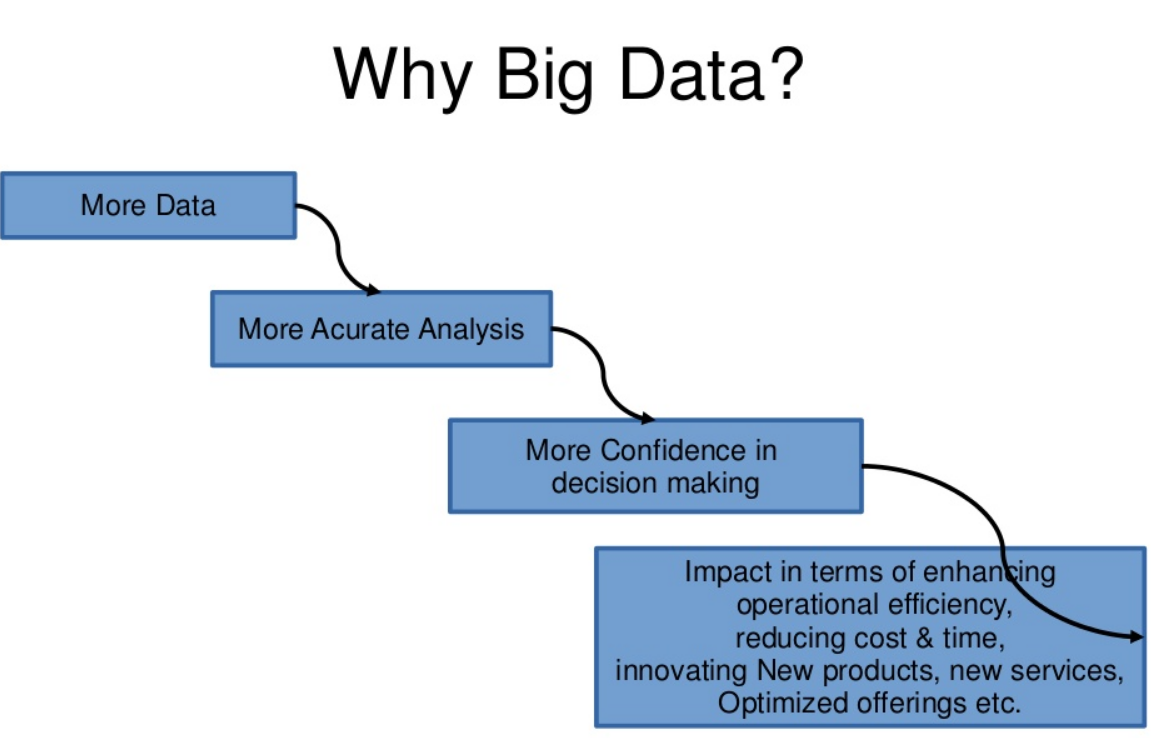 Why Big Data?
More Data
More Acurate Analysis
More Confidence in
decision making
Impact in terms of enhancing
operational efficiency,
reducing cost & time,
innovating New products, new services,
Optimized offerings etc.